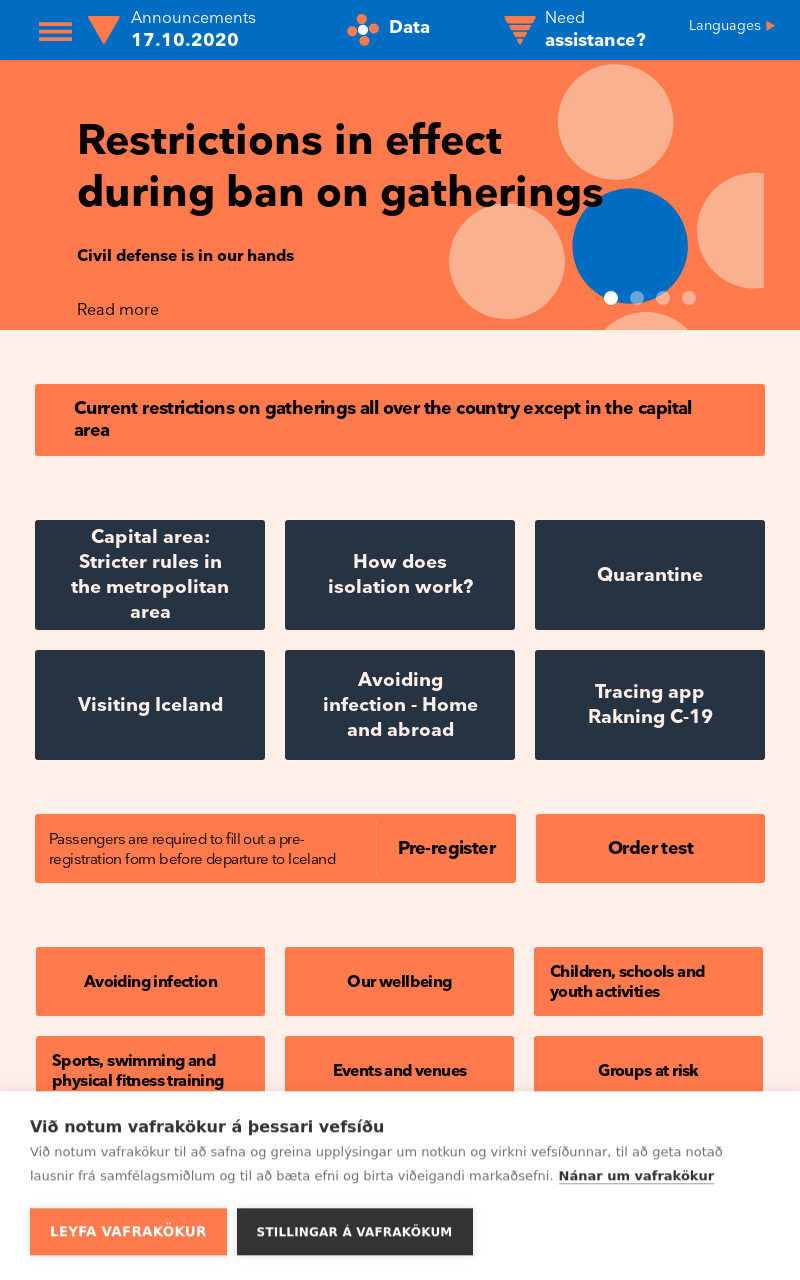 Announcements
17.10.2020
Data
Need
assistance?
Languages
Restrictions in effect
during ban on gatherings
Civil defense is in our hands
Read more
Current restrictions on gatherings all over the country except in the capital
area
Capital area:
Stricter rules in
the metropolitan
area
How does
isolation work?
Quarantine
Visiting Iceland
Avoiding
infection - Home
and abroad
Tracing app
Rakning C-19
Passengers are required to fill out a pre-
registration form before departure to Iceland
Pre-register
Order test
Avoiding infection
Our wellbeing
Children, schools and
youth activities
Sports, swimming and
physical fitness training
Events and venues
Groups at risk
Við notum vafrakökur á þessari vefsíðu
Við notum vafrakökur til að safna og greina upplýsingar um notkun og virkni vefsíðunnar, til að geta notað
lausnir frá samfélagsmiðlum og til að bæta efni og birta viðeigandi markaðsefni. Nánar um vafrakökur
LEYFA VAFRAKÖKUR
STILLINGAR Á VAFRAKÖKUM